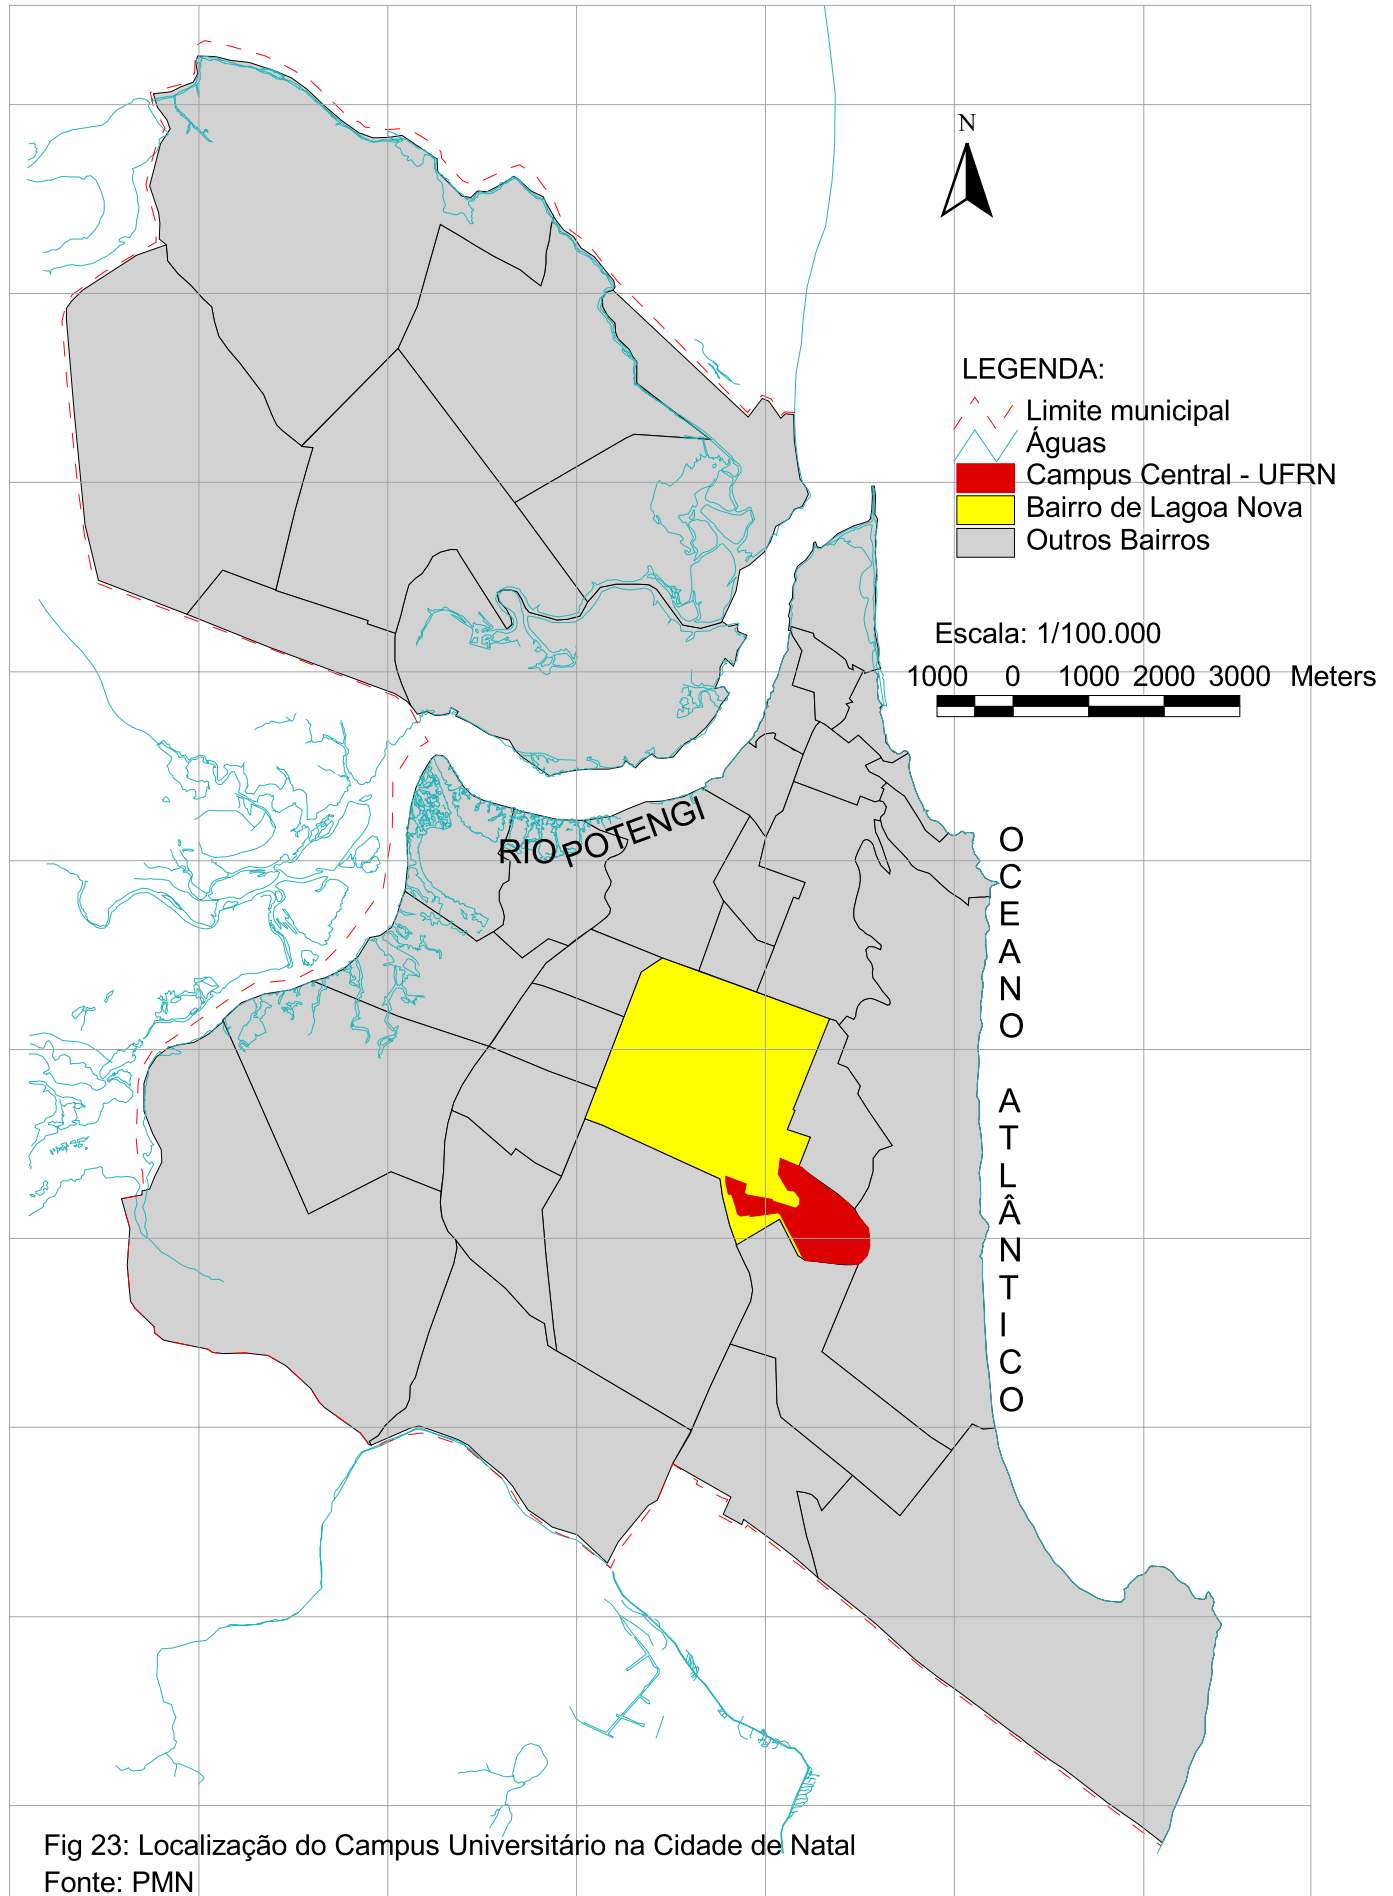 N
LEGENDA:
Limite municipal
Águas
Campus Central - UFRN
Bairro de Lagoa Nova
Outros Bairros
Escala: 1/100.000
1000 0 1000 2000 3000 Meters
RIO POTENGI
OCEANO ATLÂNTICO
Fig 23: Localização do Campus Universitário na Cidade de Natal
Fonte: PMN